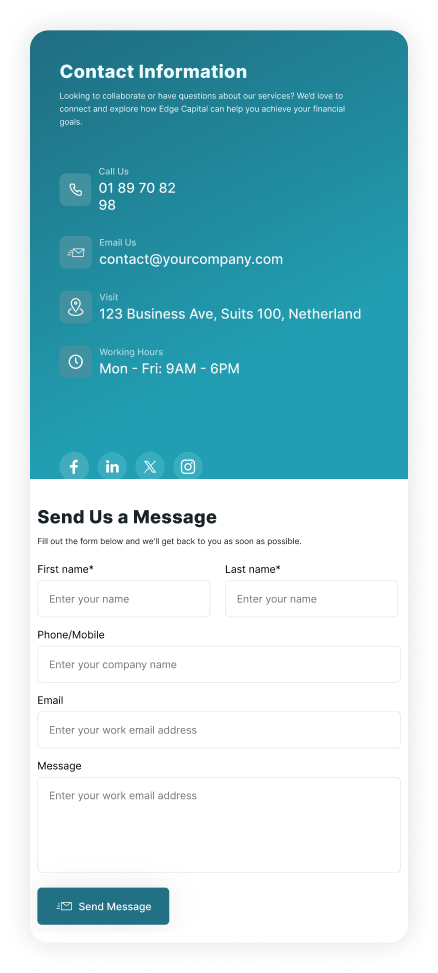 Contact Information
Looking to collaborate or have questions about our services? We'd love to
connect and explore how Edge Capital can help you achieve your financial
goals.
Call Us
01 89 70 82
98
Email Us
contact@yourcompany.com
Visit
123 Business Ave, Suits 100, Netherland
Working Hours
Mon - Fri: 9AM - 6PM
Send Us a Message
Fill out the form below and we'll get back to you as soon as possible.
First name* Last name*
Enter your name Enter your name
Phone/Mobile
Enter your company name
Email
Enter your work email address
Message
Enter your work email address
Send Message